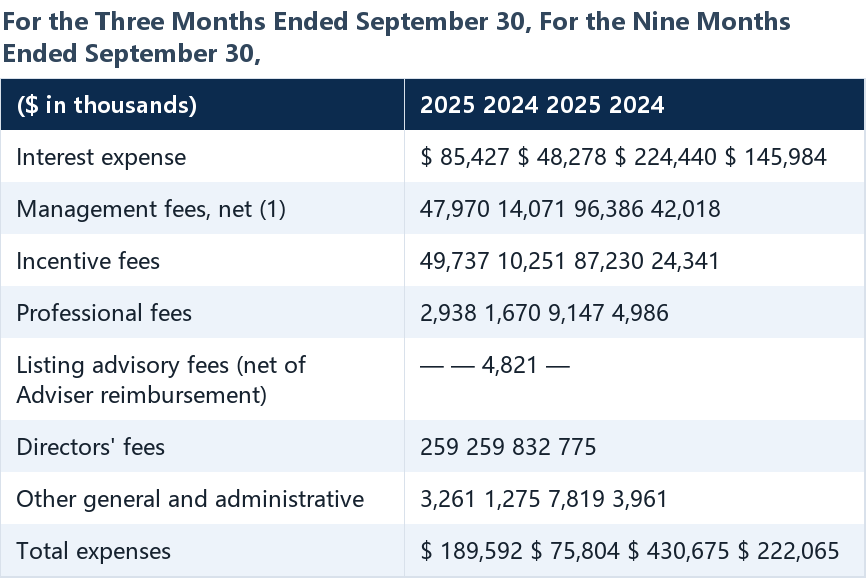 For the Three Months Ended September 30, For the Nine Months
Ended September 30,
($ in thousands) 2025 2024 2025 2024
Interest expense $ 85,427 $ 48,278 $ 224,440 $ 145,984
Management fees, net (1) 47,970 14,071 96,386 42,018
Incentive fees 49,737 10,251 87,230 24,341
Professional fees 2,938 1,670 9,147 4,986
Listing advisory fees (net of — — 4,821 —
Adviser reimbursement)
Directors' fees 259 259 832 775
Other general and administrative 3,261 1,275 7,819 3,961
Total expenses $ 189,592 $ 75,804 $ 430,675 $ 222,065